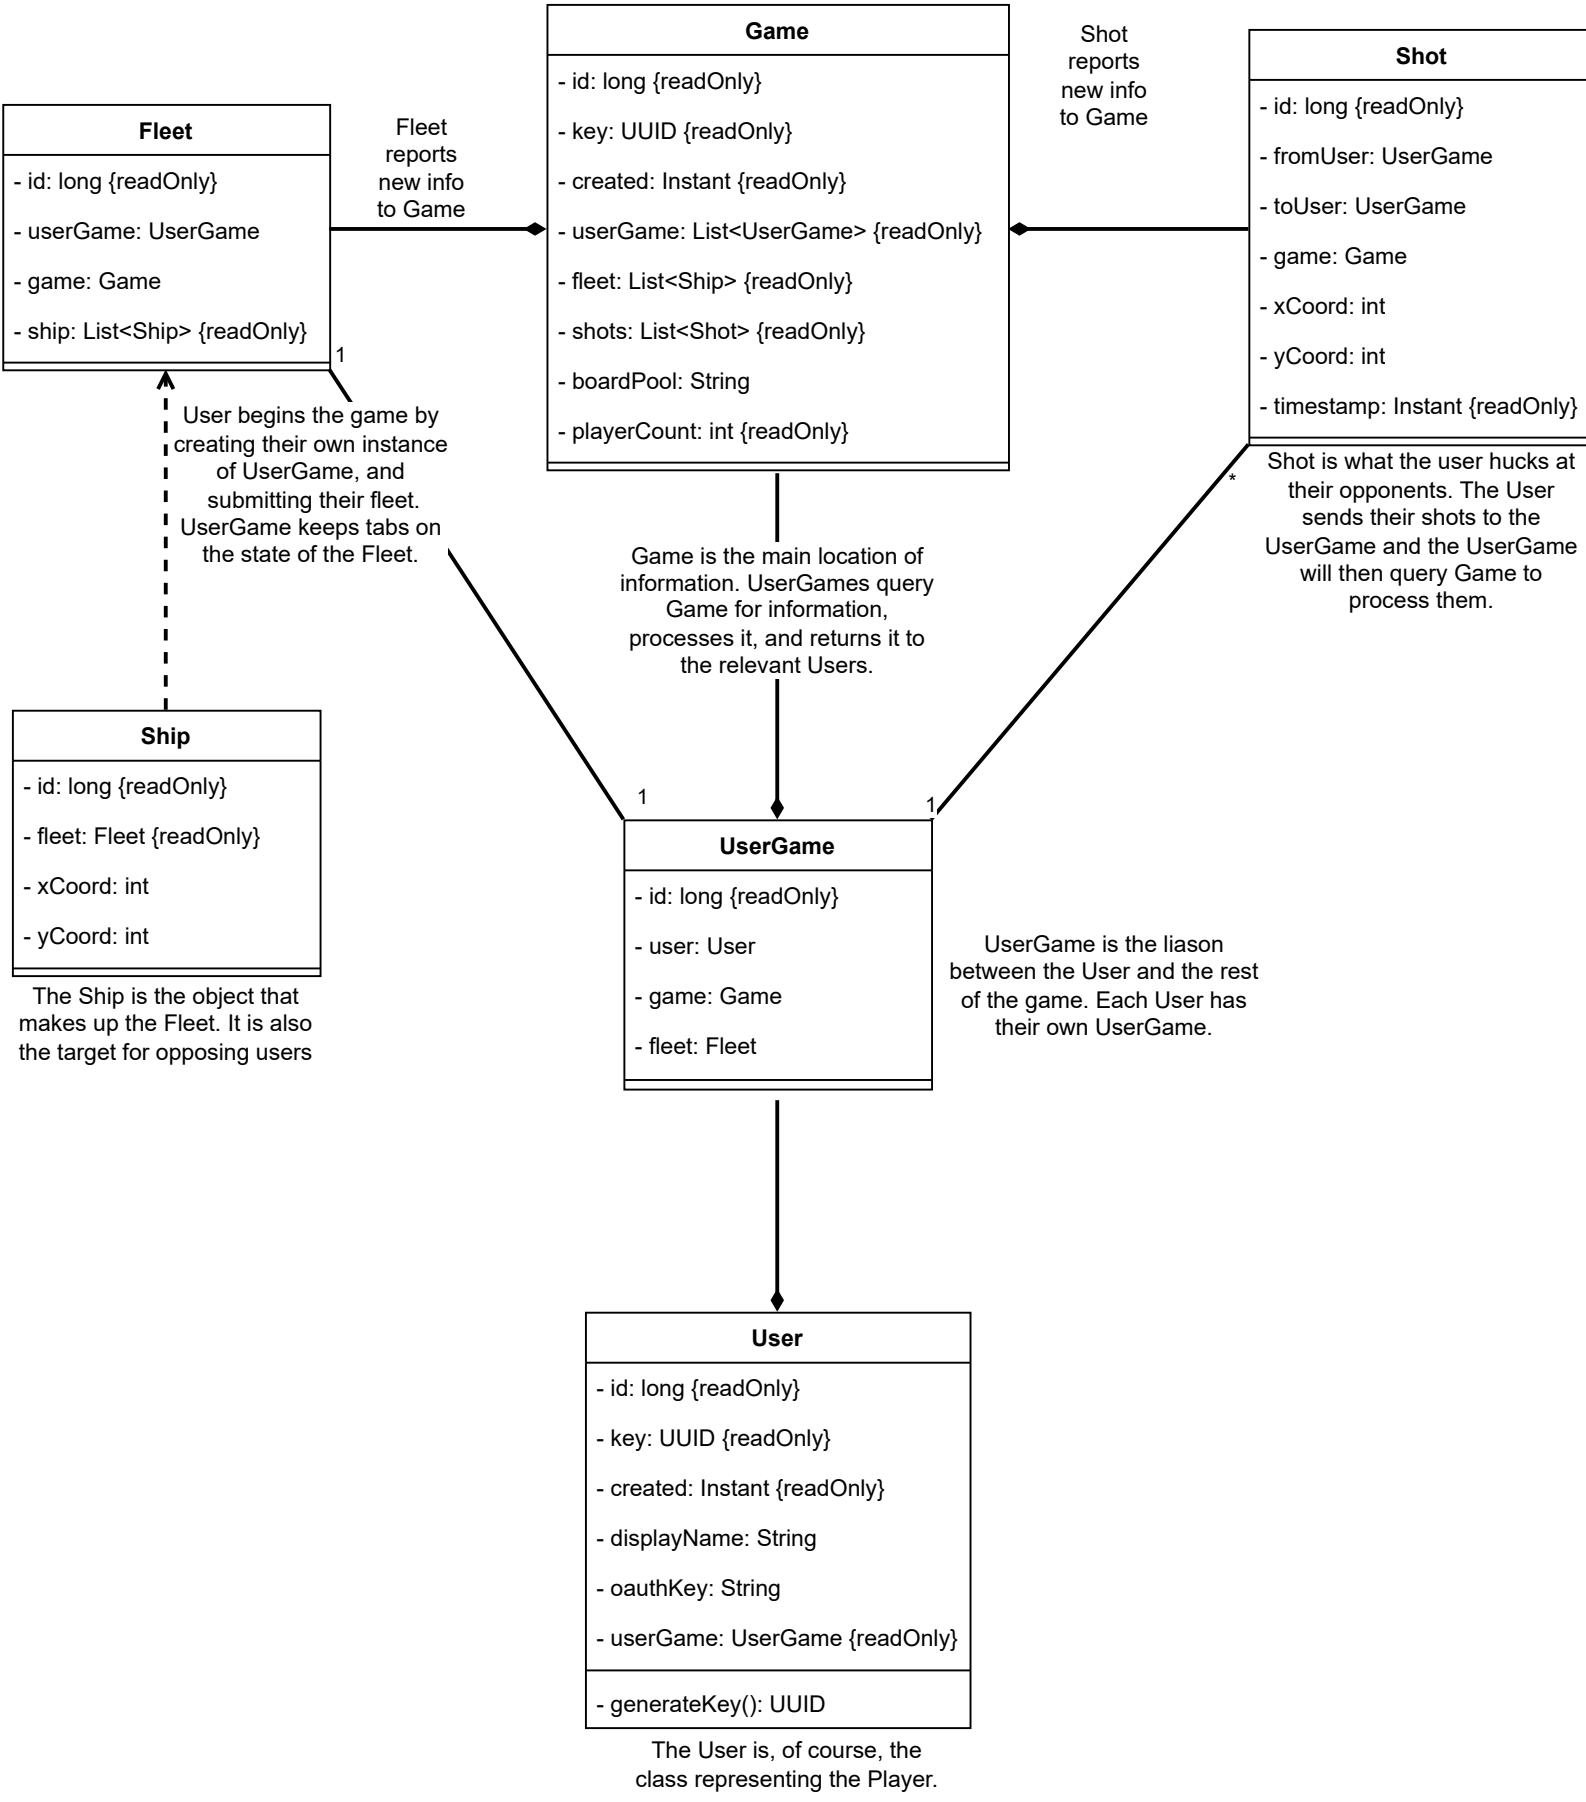 Game
- id: long {readOnly}
- key: UUID {readOnly}
- created: Instant {readOnly}
- userGame: List<UserGame> {readOnly}
- fleet: List<Ship> {readOnly}
- shots: List<Shot> {readOnly}
- boardPool: String
- playerCount: int {readOnly}
Shot
reports
new info
to Game
Shot
- id: long {readOnly}
- fromUser: UserGame
- toUser: UserGame
- game: Game
- xCoord: int
- yCoord: int
- timestamp: Instant {readOnly}
Fleet
- id: long {readOnly}
- userGame: UserGame
- game: Game
- ship: List<Ship> {readOnly}
Fleet
reports
new info
to Game
1
User begins the game by
creating their own instance
of UserGame, and
submitting their fleet.
UserGame keeps tabs on
the state of the Fleet.
*
Shot is what the user hucks at
their opponents. The User
sends their shots to the
UserGame and the UserGame
will then query Game to
process them.
Game is the main location of
information. UserGames query
Game for information,
processes it, and returns it to
the relevant Users.
Ship
- id: long {readOnly}
- fleet: Fleet {readOnly}
- xCoord: int
- yCoord: int
The Ship is the object that
makes up the Fleet. It is also
the target for opposing users
1
1
UserGame
- id: long {readOnly}
- user: User
- game: Game
- fleet: Fleet
UserGame is the liason
between the User and the rest
of the game. Each User has
their own UserGame.
User
- id: long {readOnly}
- key: UUID {readOnly}
- created: Instant {readOnly}
- displayName: String
- oauthKey: String
- userGame: UserGame {readOnly}
- generateKey(): UUID
The User is, of course, the
class representing the Player.